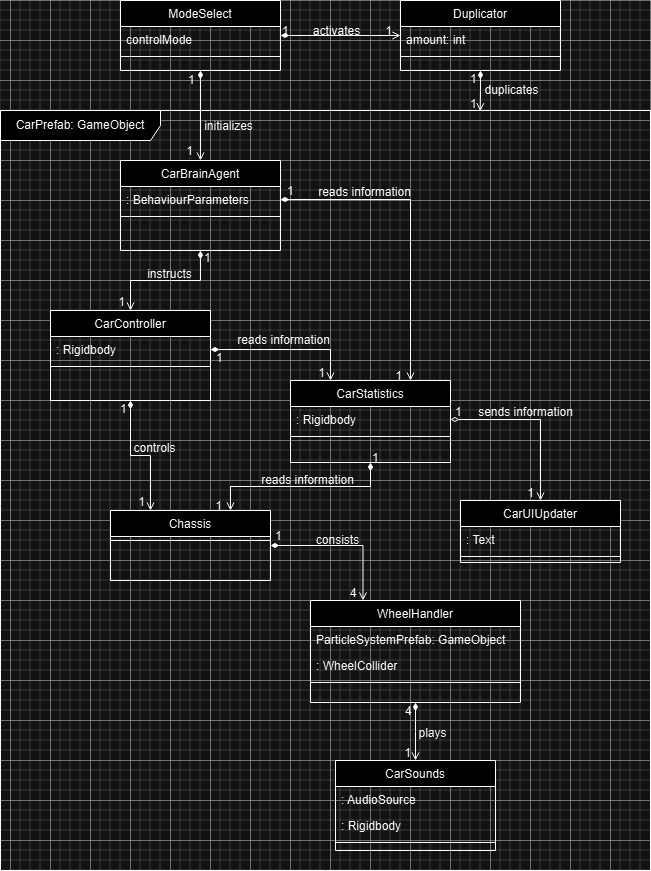 ModeSelect
controlMode
1
activates
1
Duplicator
amount: int
1
duplicates
1
1
initializes
1
CarPrefab: GameObject
CarBrainAgent
: BehaviourParameters
1
reads information
1
1
instructs
1
CarController
: Rigidbody
1
reads information
1
CarStatistics
: Rigidbody
1
sends information
1
1
controls
1
1
reads information
1
CarUIUpdater
: Text
Chassis
1
consists
4
WheelHandler
ParticleSystemPrefab: GameObject
: WheelCollider
4
plays
1
CarSounds
: AudioSource
: Rigidbody